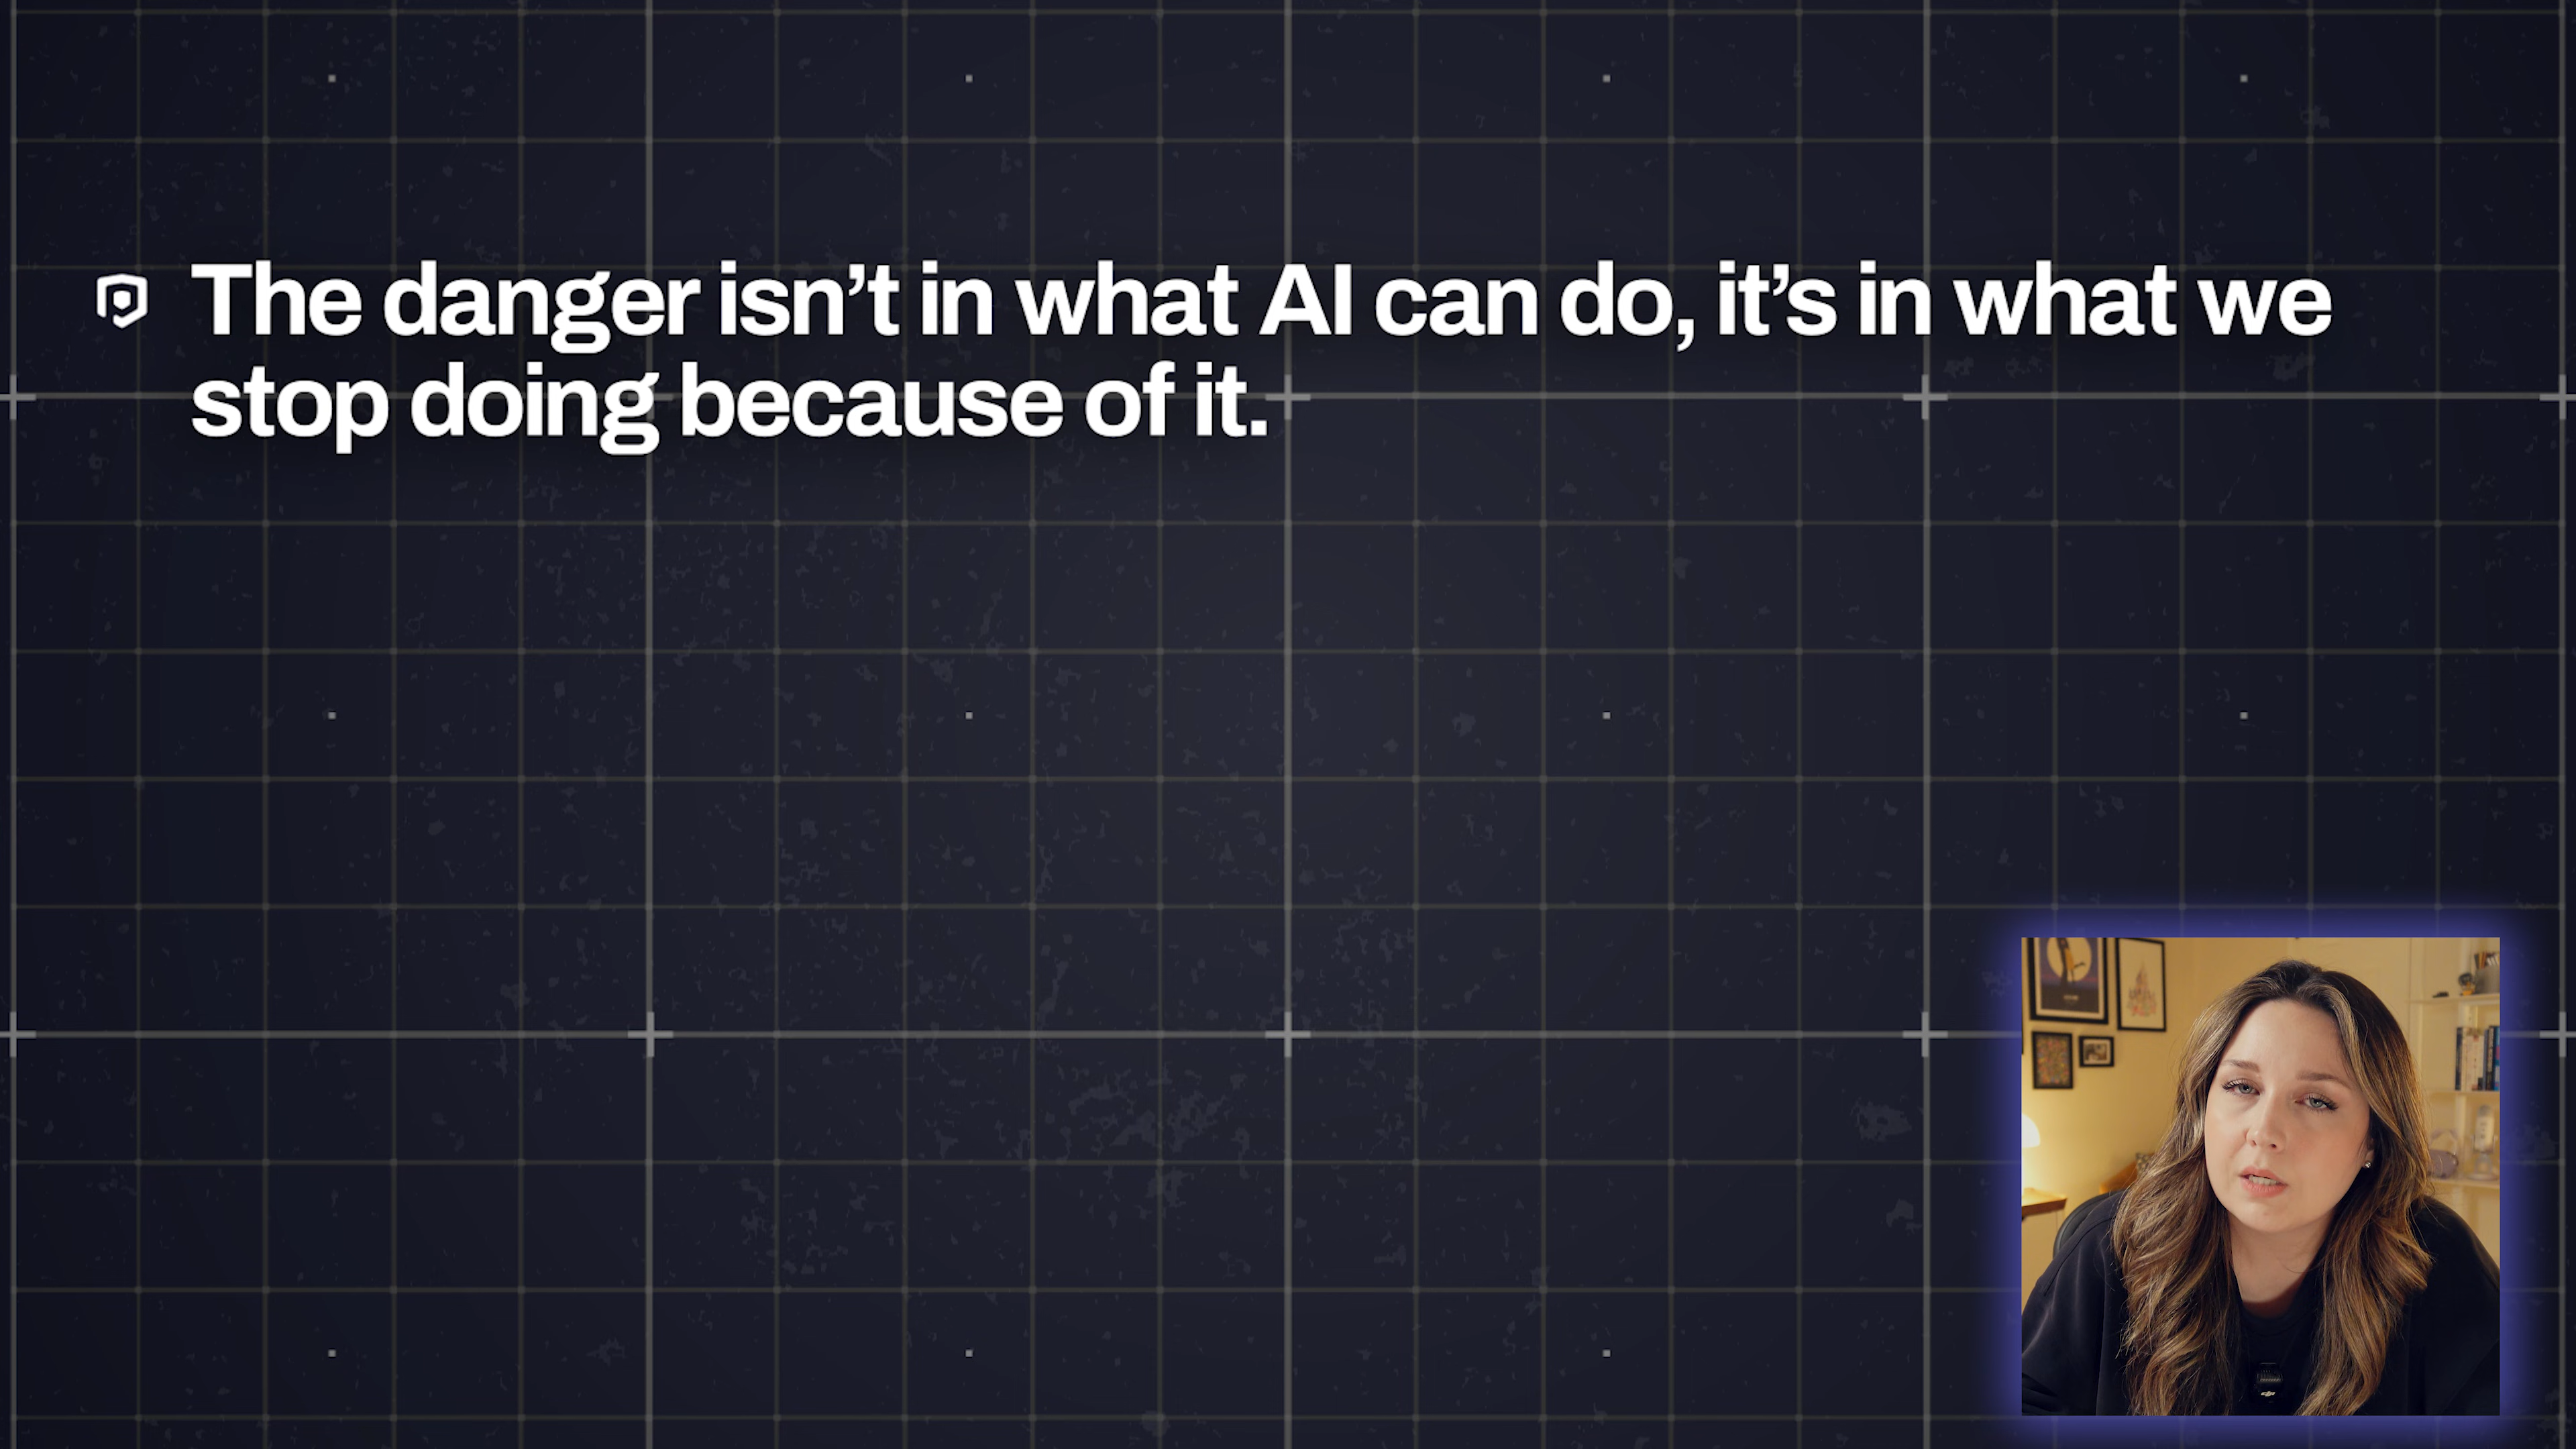 The danger isn’t in what AI can do, it’s in what we
stop doing because of it.